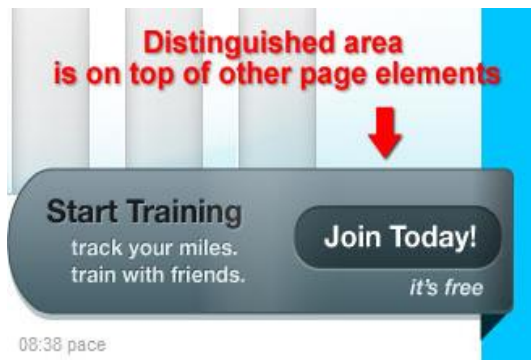 Distinguished area
is on top of other page elements
Start Training
track your miles.
train with friends.
Join Today!
it's free
08:38 pace